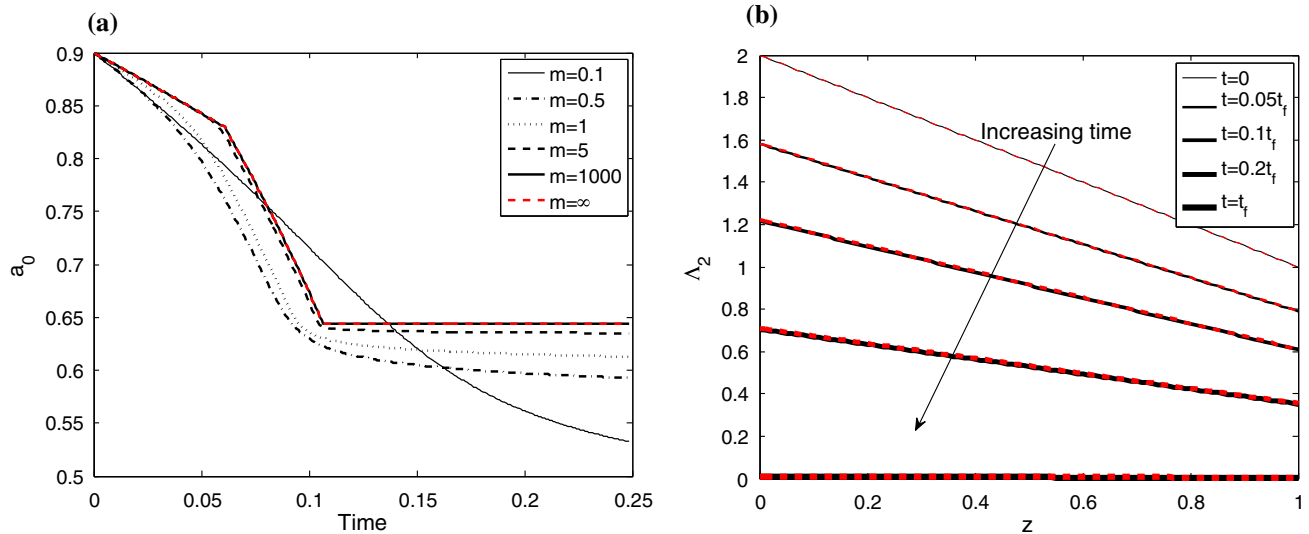 (a)
0.9
0.85
0.8
0.75
0.7
0.65
0.6
0.55
0.5
a0
0
0.05
0.1
0.15
0.2
0.25
Time
m=0.1
m=0.5
m=1
m=5
m=1000
m=∞
(b)
2
1.8
1.6
1.4
1.2
1
0.8
0.6
0.4
0.2
0
Λ2
0
0.2
0.4
0.6
0.8
1
z
Increasing time
t=0
t=0.05tf
t=0.1tf
t=0.2tf
t=tf